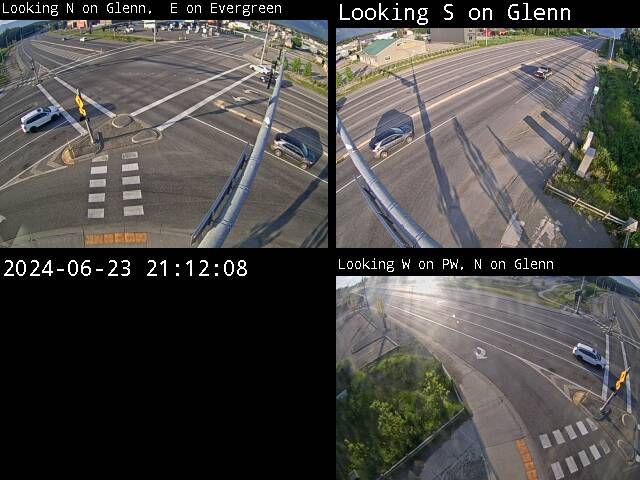 Looking N on Glenn, E on Evergreen
Looking S on Glenn
2024-06-23 21:12:08
Looking W on PW, N on Glenn